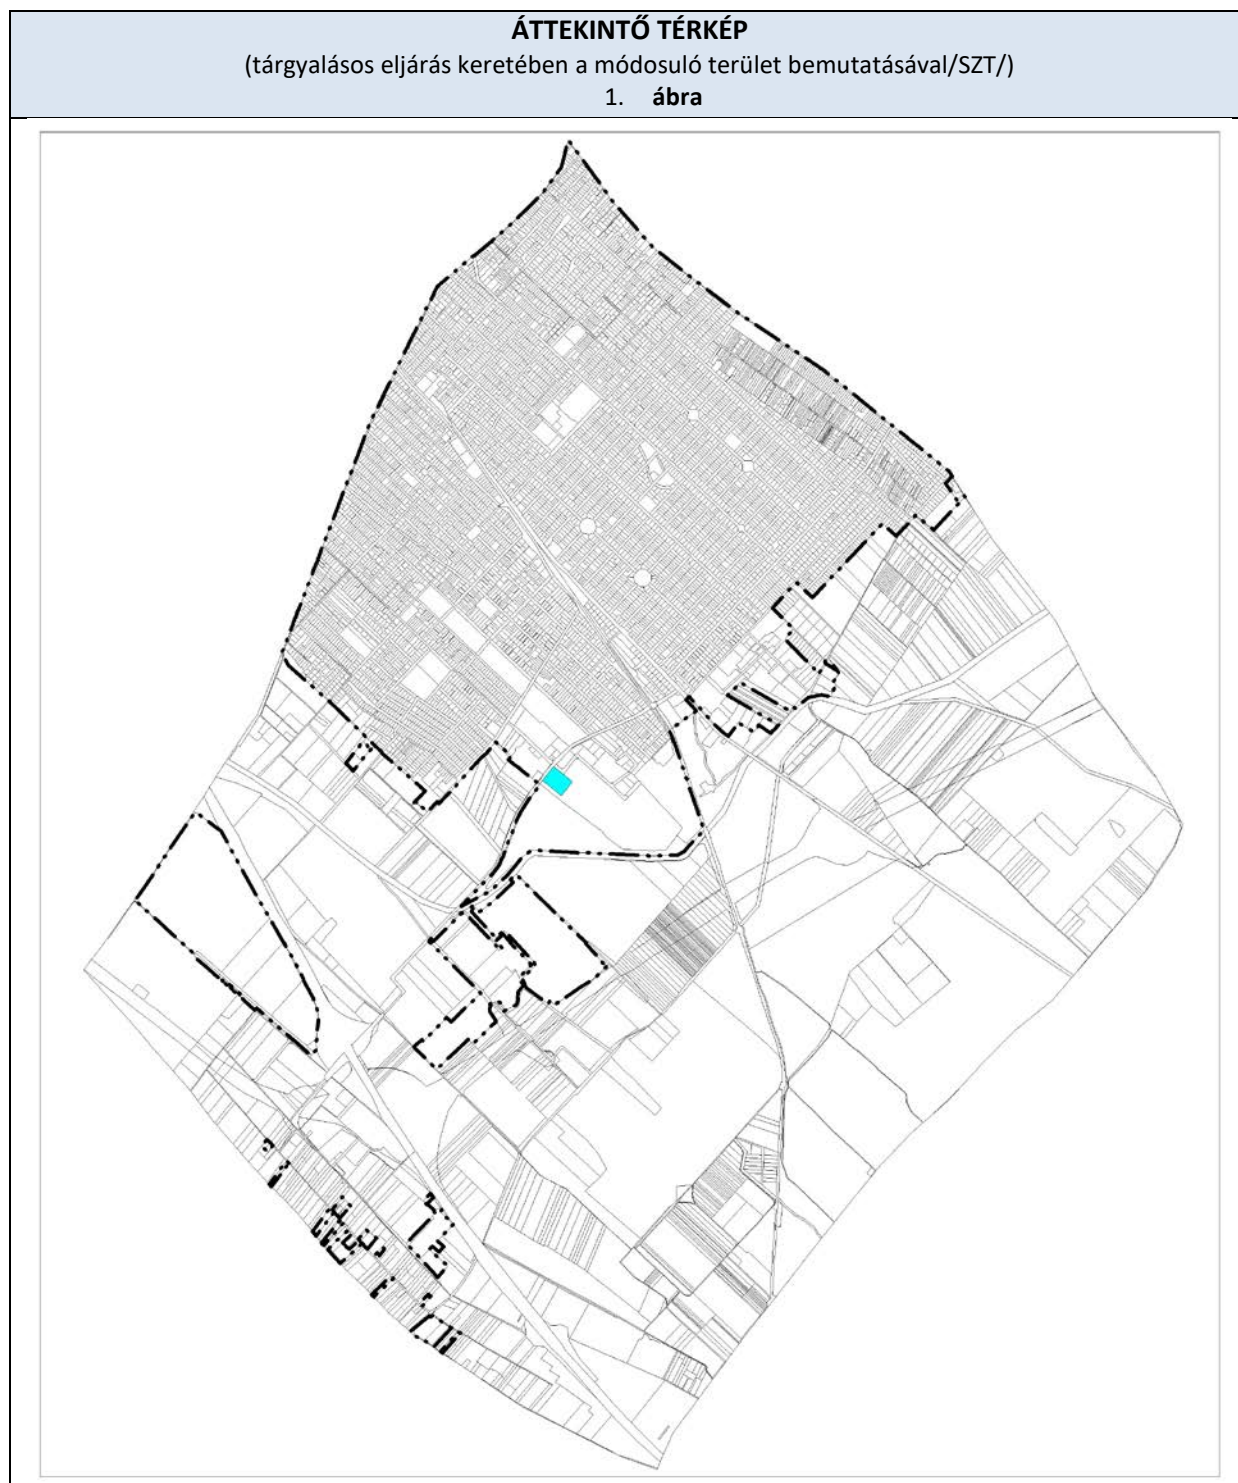 ÁTTEKINTŐ TÉRKÉP
(tárgyalásos eljárás keretében a módosuló terület bemutatásával/SZT/)
1. ábra